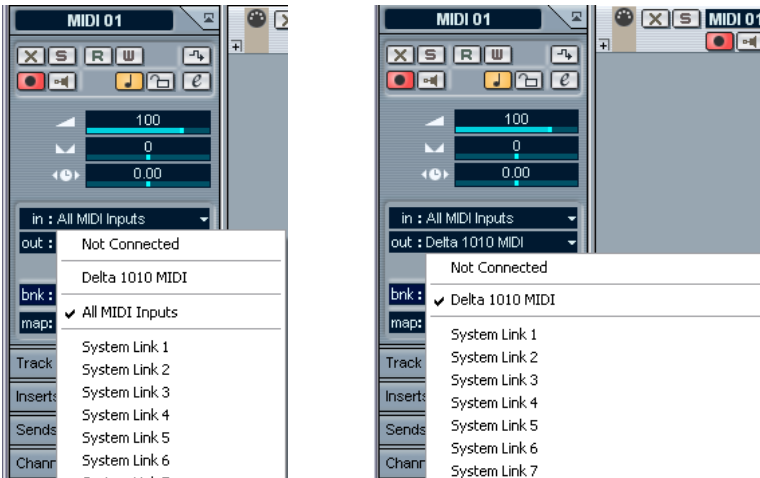 MIDI 01
X S R W
e
100
0
0.00
in : All MIDI Inputs
out :
Not Connected
Delta 1010 MIDI
✓ All MIDI Inputs
System Link 1
System Link 2
System Link 3
System Link 4
System Link 5
System Link 6
bnk :
map:
Track
Inserts
Sends
Chann
MIDI 01
X S R W
e
100
0
0.00
in : All MIDI Inputs
out : Delta 1010 MIDI
Not Connected
✓ Delta 1010 MIDI
System Link 1
System Link 2
System Link 3
System Link 4
System Link 5
System Link 6
System Link 7
bnk :
map:
Track
Inserts
Sends
Chann
X S MIDI 01